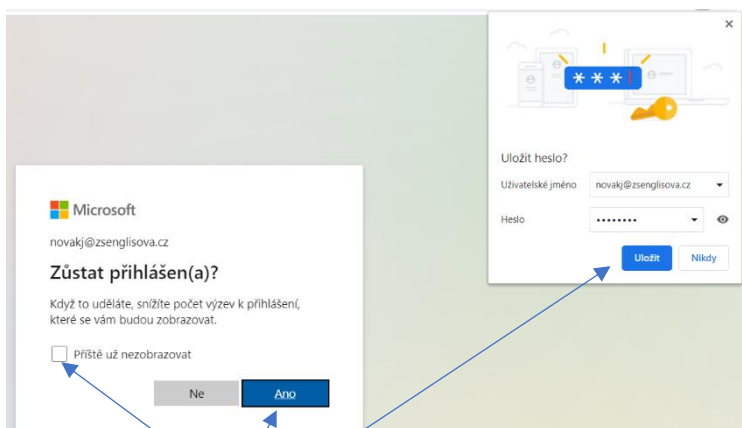 * * *
Uložit heslo?
Uživatelské jméno novakj@zsenglisova.cz
Heslo ••••••••
Uložit Nikdy
Microsoft
novakj@zsenglisova.cz
Zůstat přihlášen(a)?
Když to uděláte, snížíte počet výzev k přihlášení,
které se vám budou zobrazovat.
Příště už nezobrazovat
Ne Ano